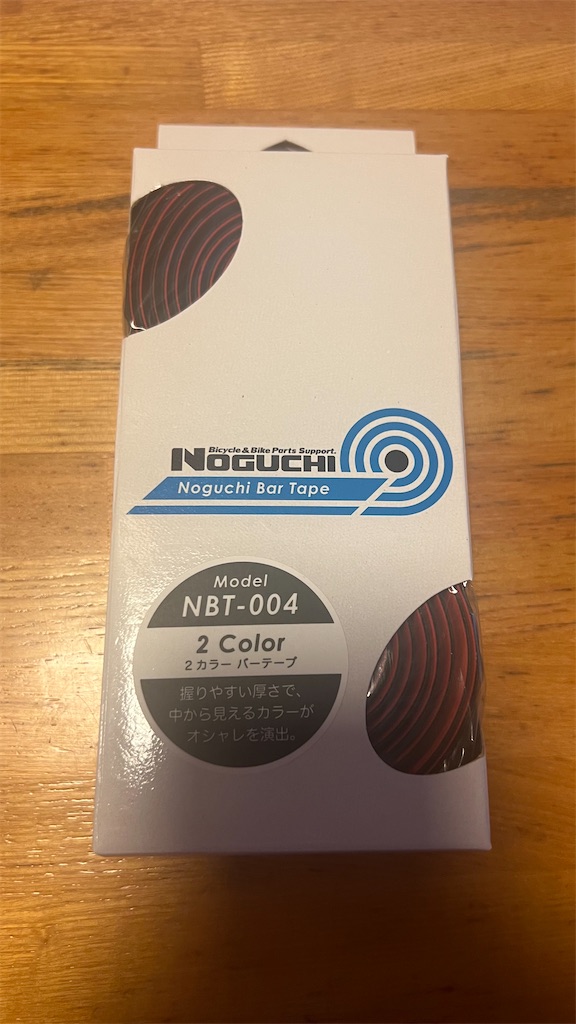 Bicycle & Bike Parts Support.
NOGUCHI
Noguchi Bar Tape
Model
NBT-004
2 Color
2カラー バーテープ
握りやすい厚さで、
中から見えるカラーが
オシャレを演出。